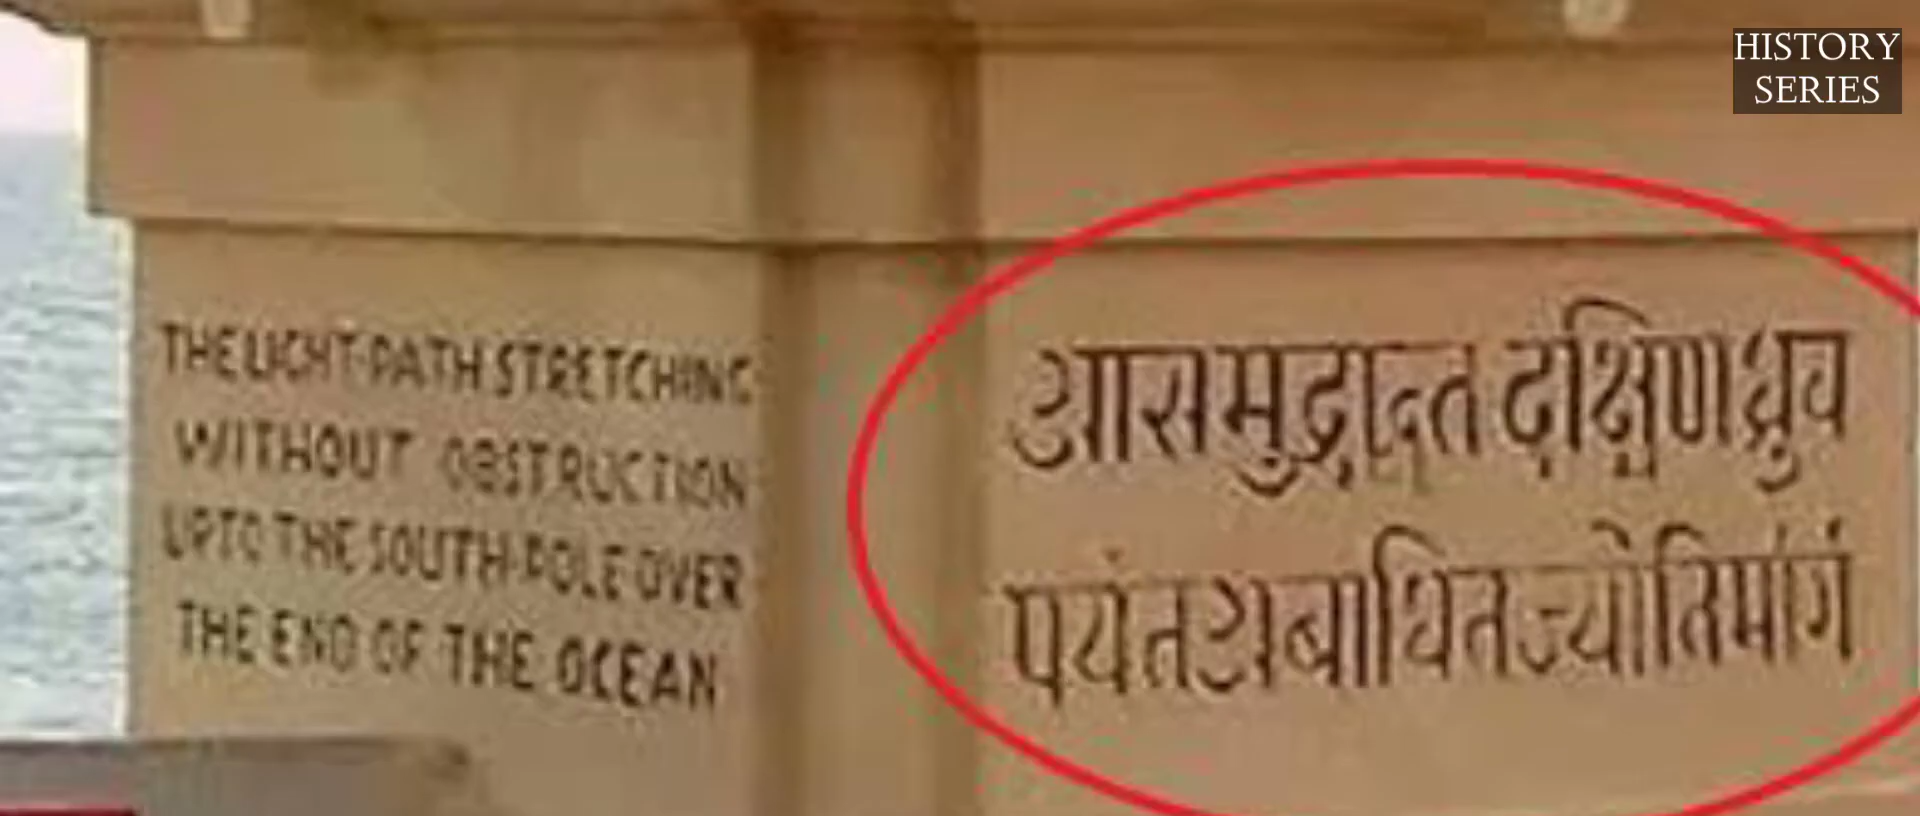 HISTORY
SERIES
THE LIGHT-PATH STRETCHING
WITHOUT OBSTRUCTION
UPTO THE SOUTH-POLE OVER
THE END OF THE OCEAN
आसमुद्रान्त दक्षिणध्रुव
पर्यंत अबाधित ज्योतिर्मार्ग